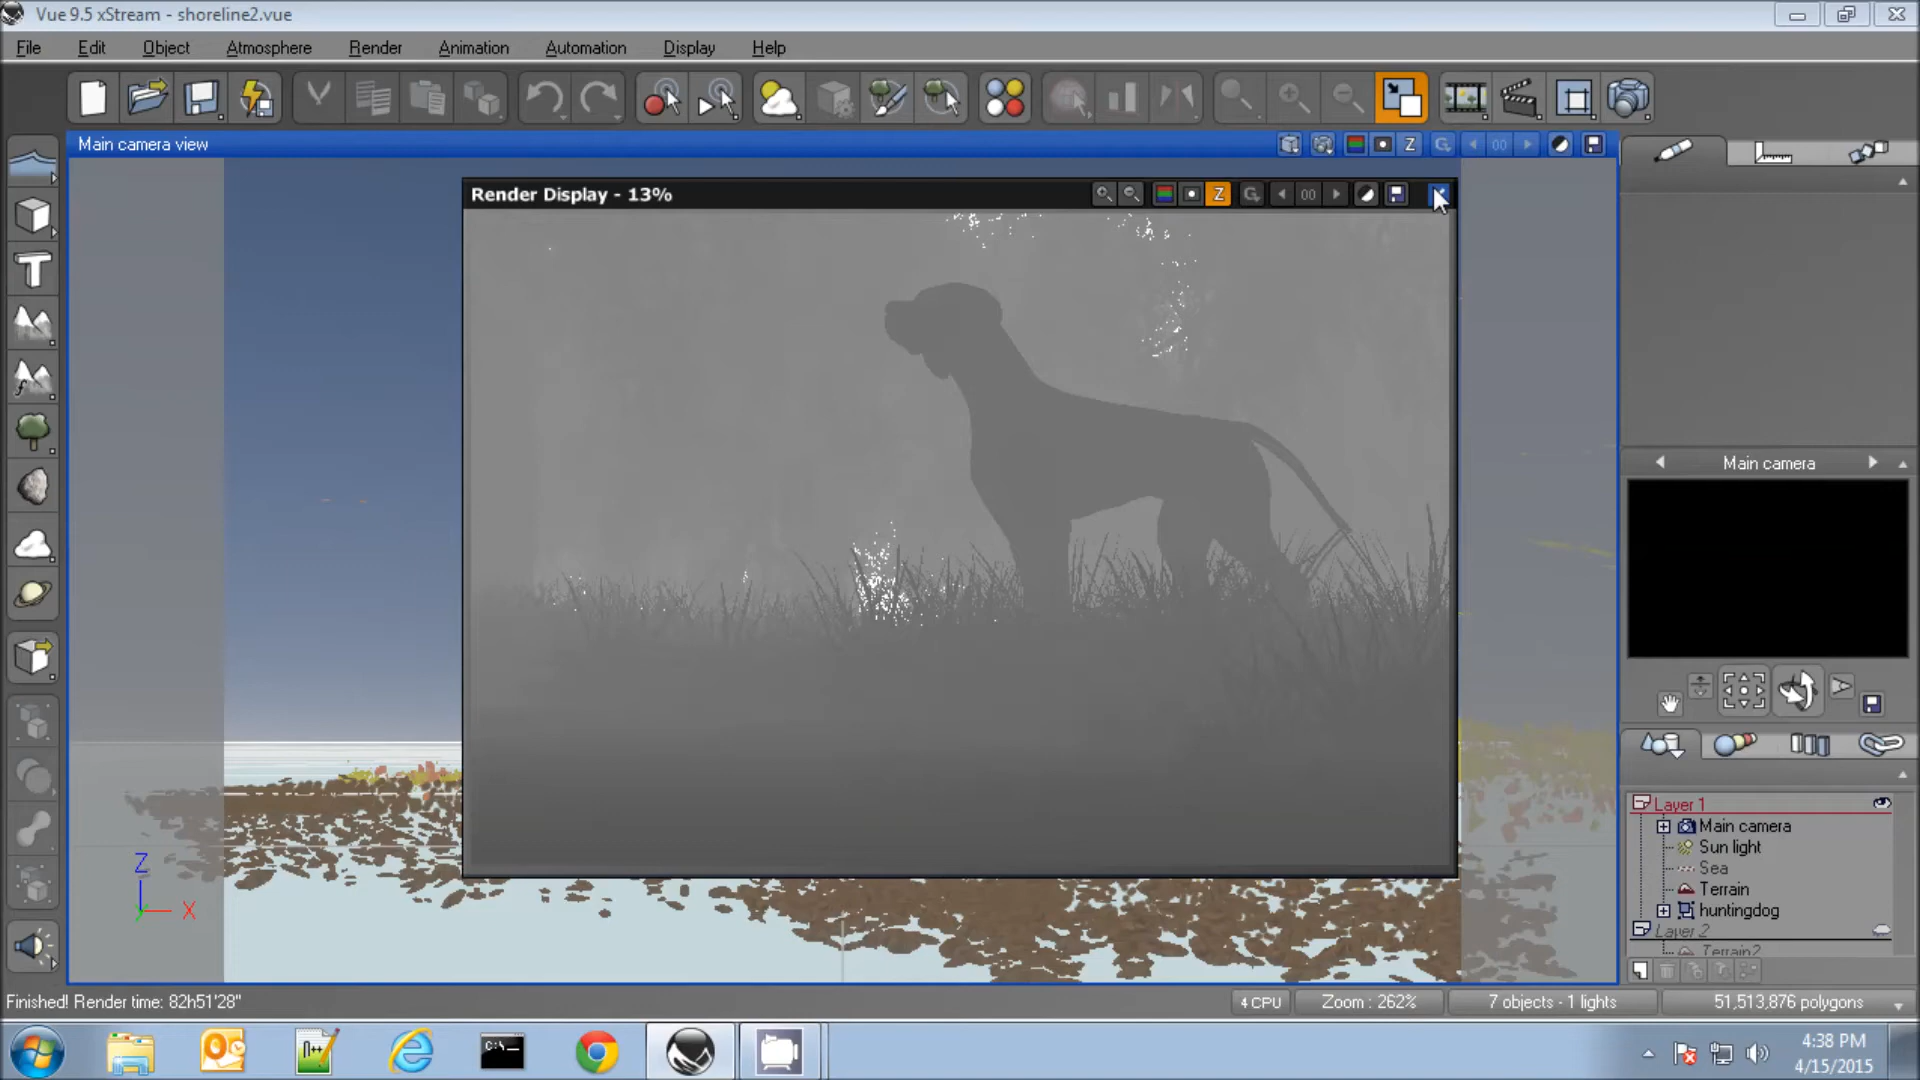 Vue 9.5 xStream - shoreline2.vue
File Edit Object Atmosphere Render Animation Automation Display Help
Main camera view
Z 00
Render Display - 13%
Z 00
Main camera
Layer 1
Main camera
Sun light
Sea
Terrain
huntingdog
Layer 2
Terrain2
Z
X
Finished! Render time: 82h51'28"
4 CPU
Zoom : 262%
7 objects - 1 lights
51,513,876 polygons
4:38 PM
4/15/2015